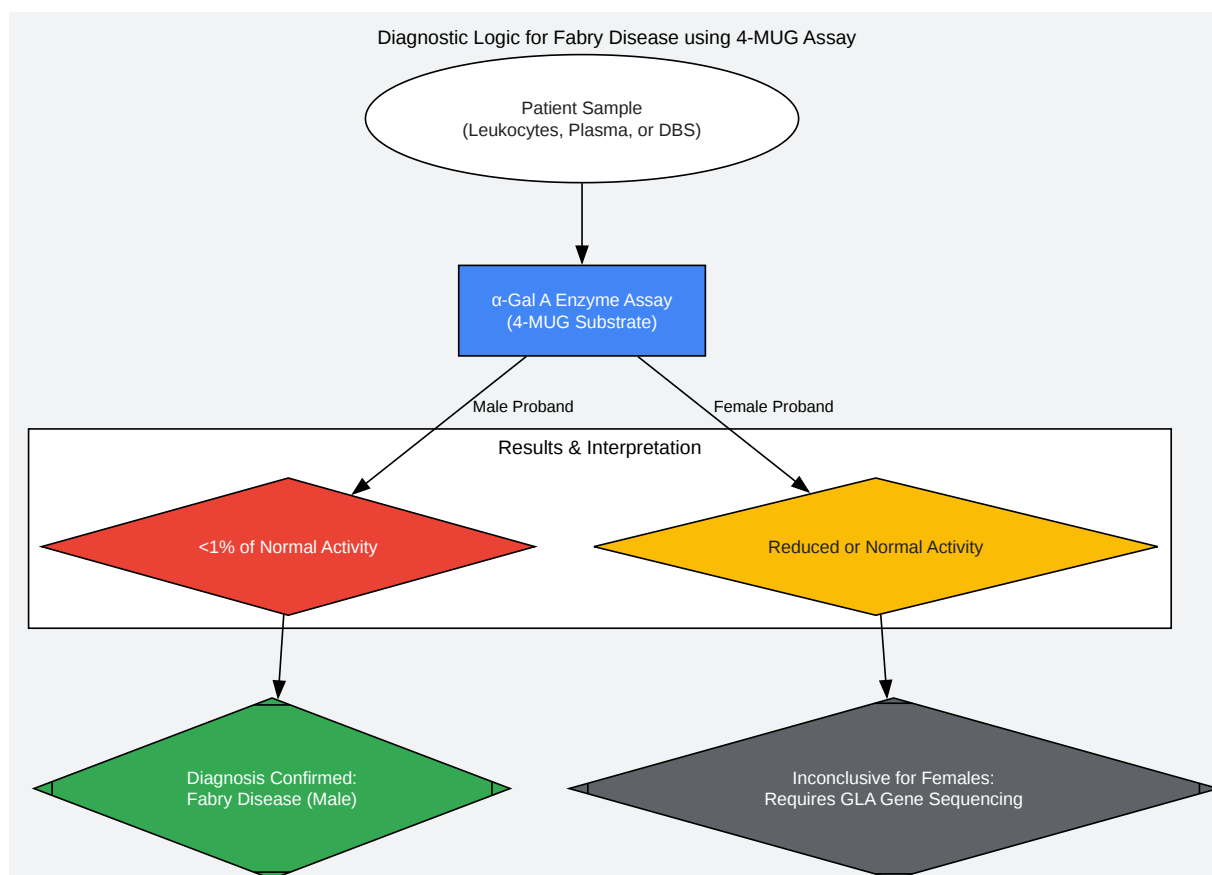 Diagnostic Logic for Fabry Disease using 4-MUG Assay
Patient Sample
(Leukocytes, Plasma, or DBS)
α-Gal A Enzyme Assay
(4-MUG Substrate)
Male Proband
Female Proband
Results & Interpretation
<1% of Normal Activity
Reduced or Normal Activity
Diagnosis Confirmed:
Fabry Disease (Male)
Inconclusive for Females:
Requires GLA Gene Sequencing